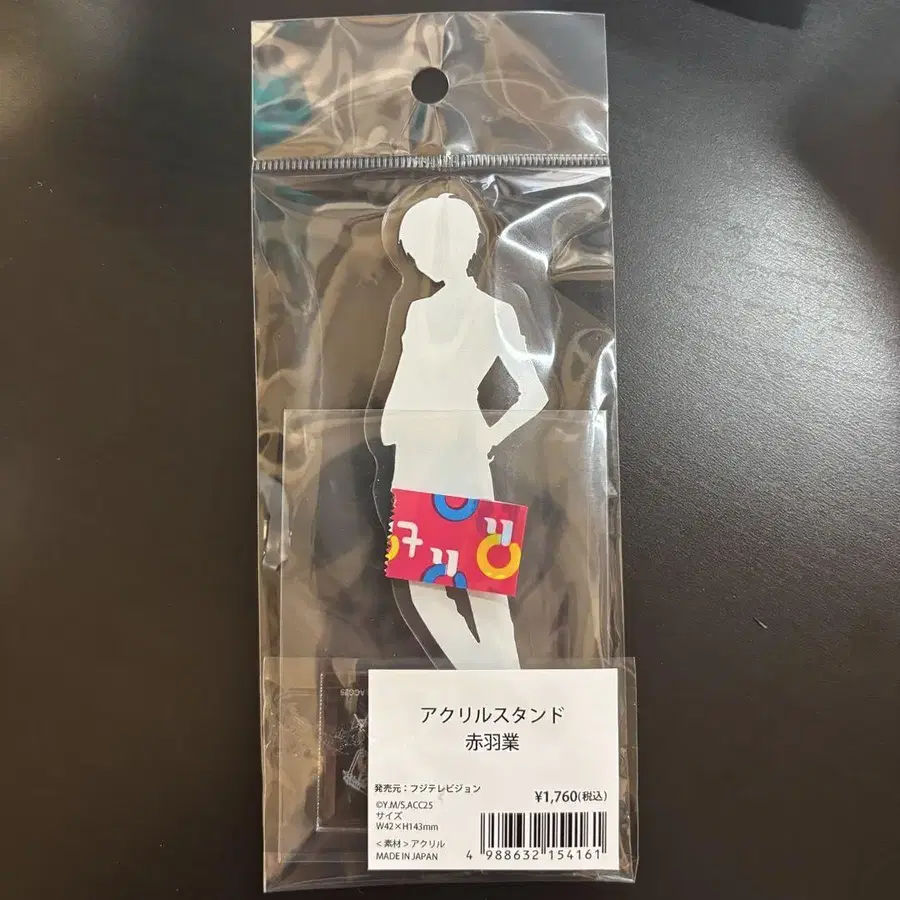 ACC25
アクリルスタンド
赤羽業
発売元：フジテレビジョン
¥1,760(税込)
©Y.M/S,ACC25
サイズ
W42×H143mm
＜素材＞アクリル
MADE IN JAPAN
4 988632 154161